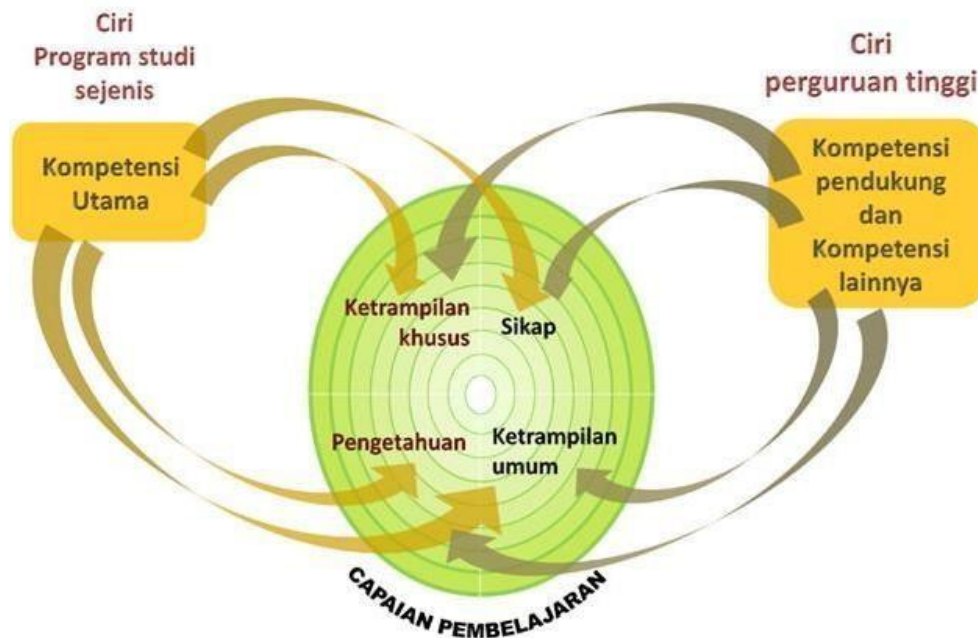 Ciri
Program studi
sejenis
Kompetensi
Utama
Ciri
perguruan tinggi
Kompetensi
pendukung
dan
Kompetensi
lainnya
Ketrampilan
khusus
Sikap
Pengetahuan
Ketrampilan
umum
CAPAIAN PEMBELAJARAN